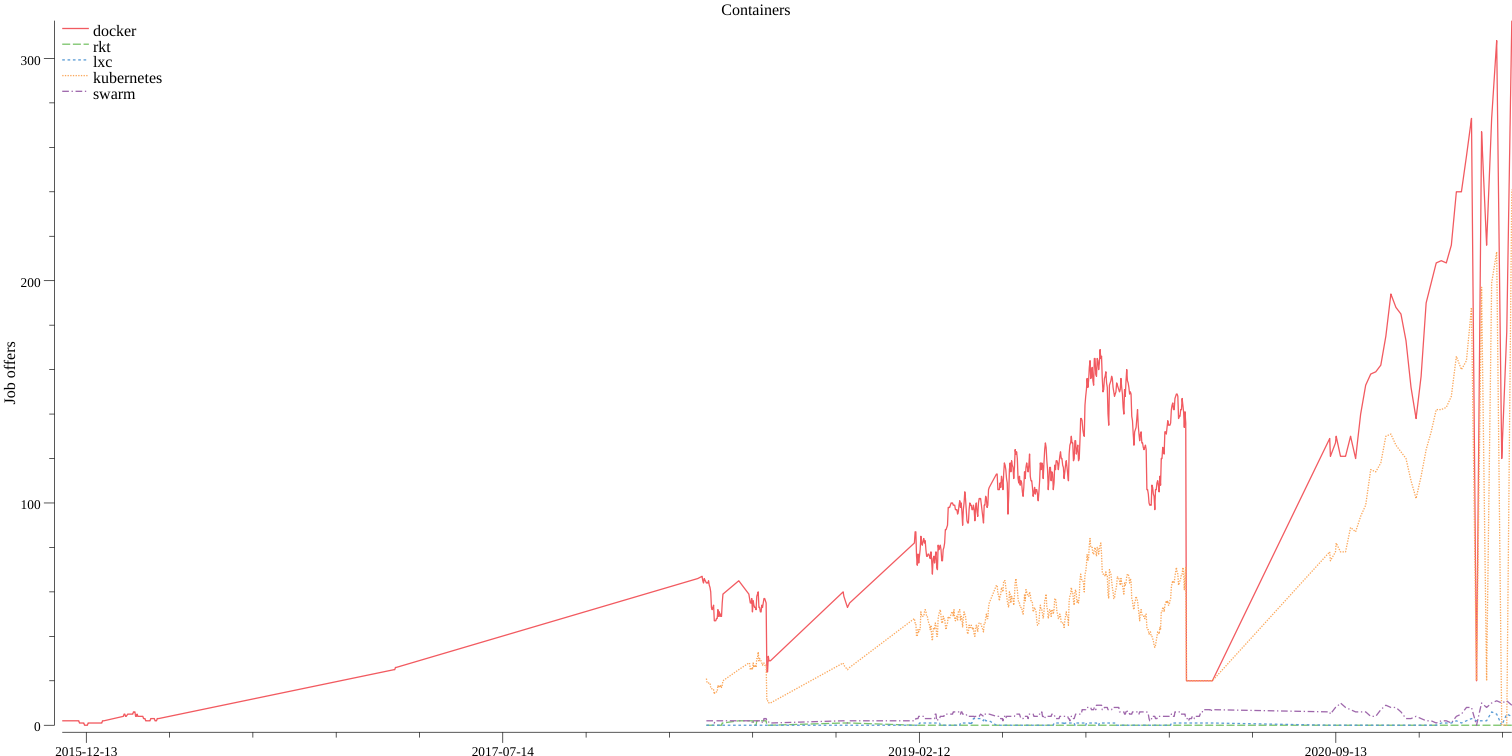 Containers
docker
rkt
lxc
kubernetes
swarm
Job offers
300
200
100
0
2015-12-13
2017-07-14
2019-02-12
2020-09-13